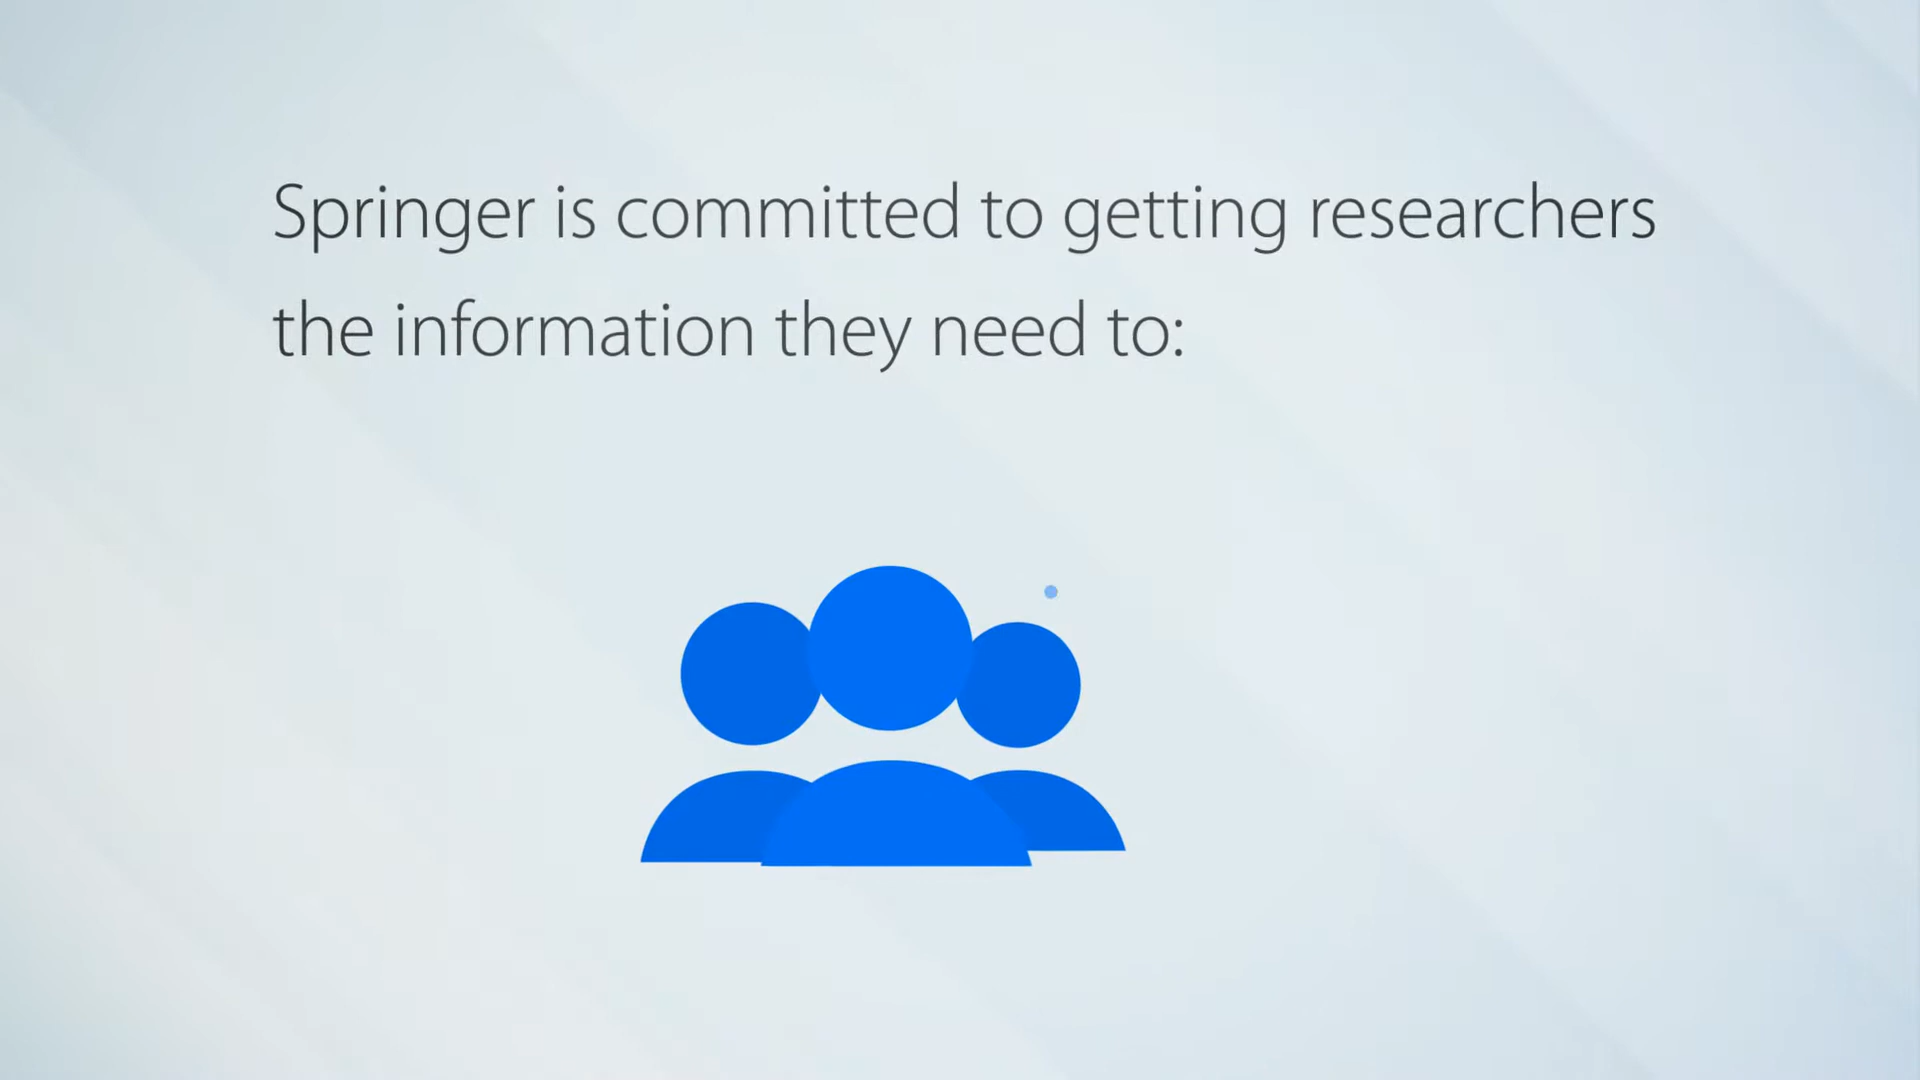 Springer is committed to getting researchers
the information they need to: